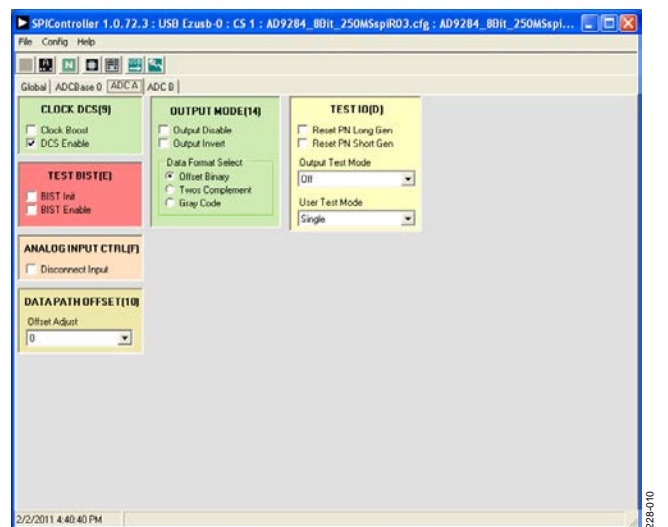 SPIController 1.0.72.3 : USB Ezusb-0 : CS 1 : AD9284_8Bit_250MSspiR03.cfg : AD9284_8Bit_250MSspi...
File Config Help
Global ADCBase 0 ADC A ADC B
CLOCK DCS(9)
Clock Boost
DCS Enable
TEST BIST(E)
BIST Init
BIST Enable
ANALOG INPUT CTRL(F)
Disconnect Input
DATA PATH OFFSET(10)
Offset Adjust
0
OUTPUT MODE(14)
Output Disable
Output Invert
Data Format Select
Offset Binary
Twos Complement
Gray Code
TEST IO(D)
Reset PN Long Gen
Reset PN Short Gen
Output Test Mode
Off
User Test Mode
Single
2/2/2011 4:40:40 PM
228-010